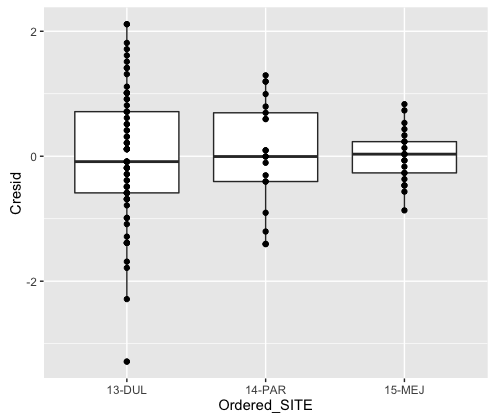 Cresid
2
0
-2
13-DUL 14-PAR 15-MEJ
Ordered_SITE